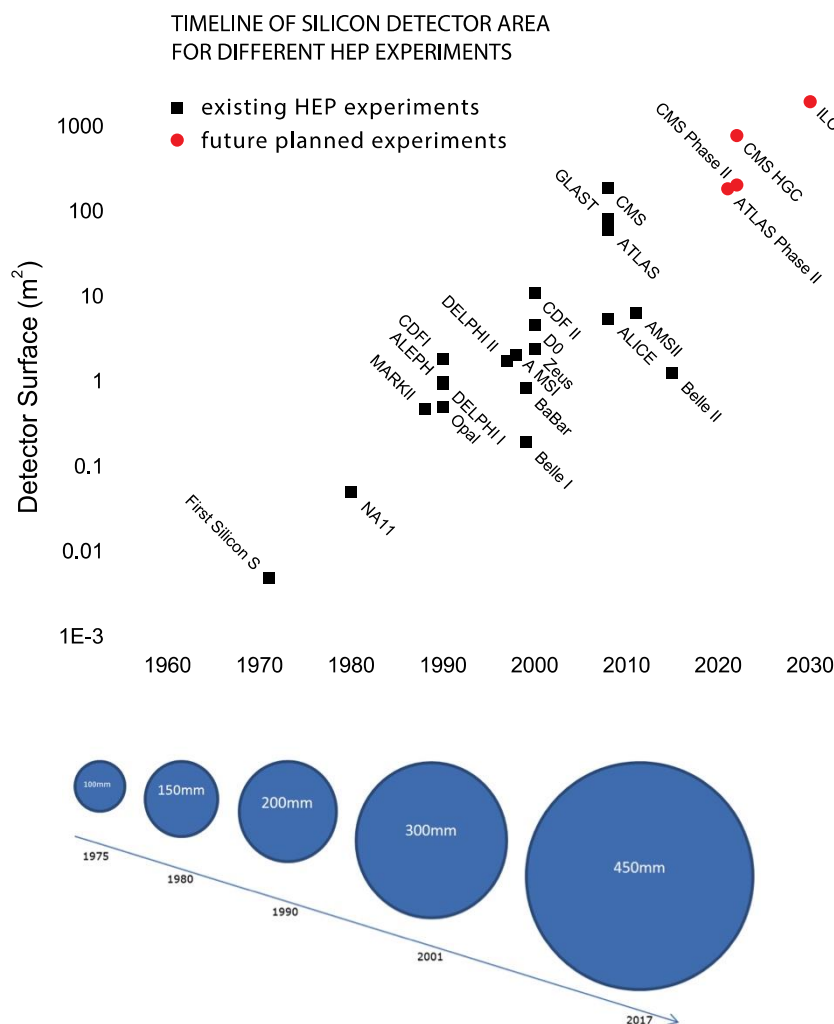 TIMELINE OF SILICON DETECTOR AREA
FOR DIFFERENT HEP EXPERIMENTS
existing HEP experiments
future planned experiments
Detector Surface (m²)
1000
100
10
1
0.1
0.01
1E-3
1960
1970
1980
1990
2000
2010
2020
2030
First Silicon S
NA11
MARKII
ALEPH
CDFI
DELPHI I
Opal
DELPHI II
A MSI
CDF II
D0
Zeus
BaBar
Belle I
GLAST
CMS
ATLAS
ALICE
AMSII
Belle II
CMS Phase II
CMS HGC
ATLAS Phase II
100mm
150mm
200mm
300mm
450mm
1975
1980
1990
2001
2017